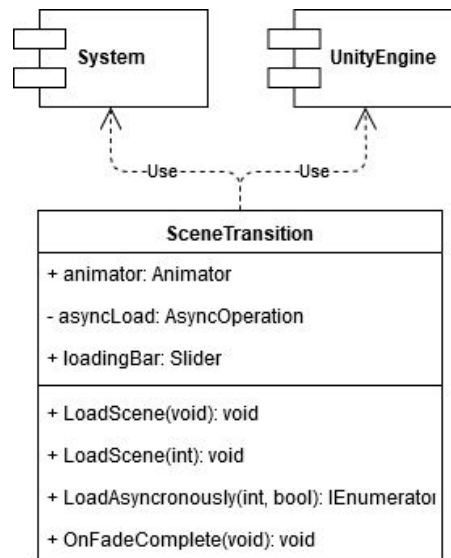 System
UnityEngine
Use
Use
SceneTransition
+ animator: Animator
- asyncLoad: AsyncOperation
+ loadingBar: Slider
+ LoadScene(void): void
+ LoadScene(int): void
+ LoadAsyncronously(int, bool): IEnumerator
+ OnFadeComplete(void): void